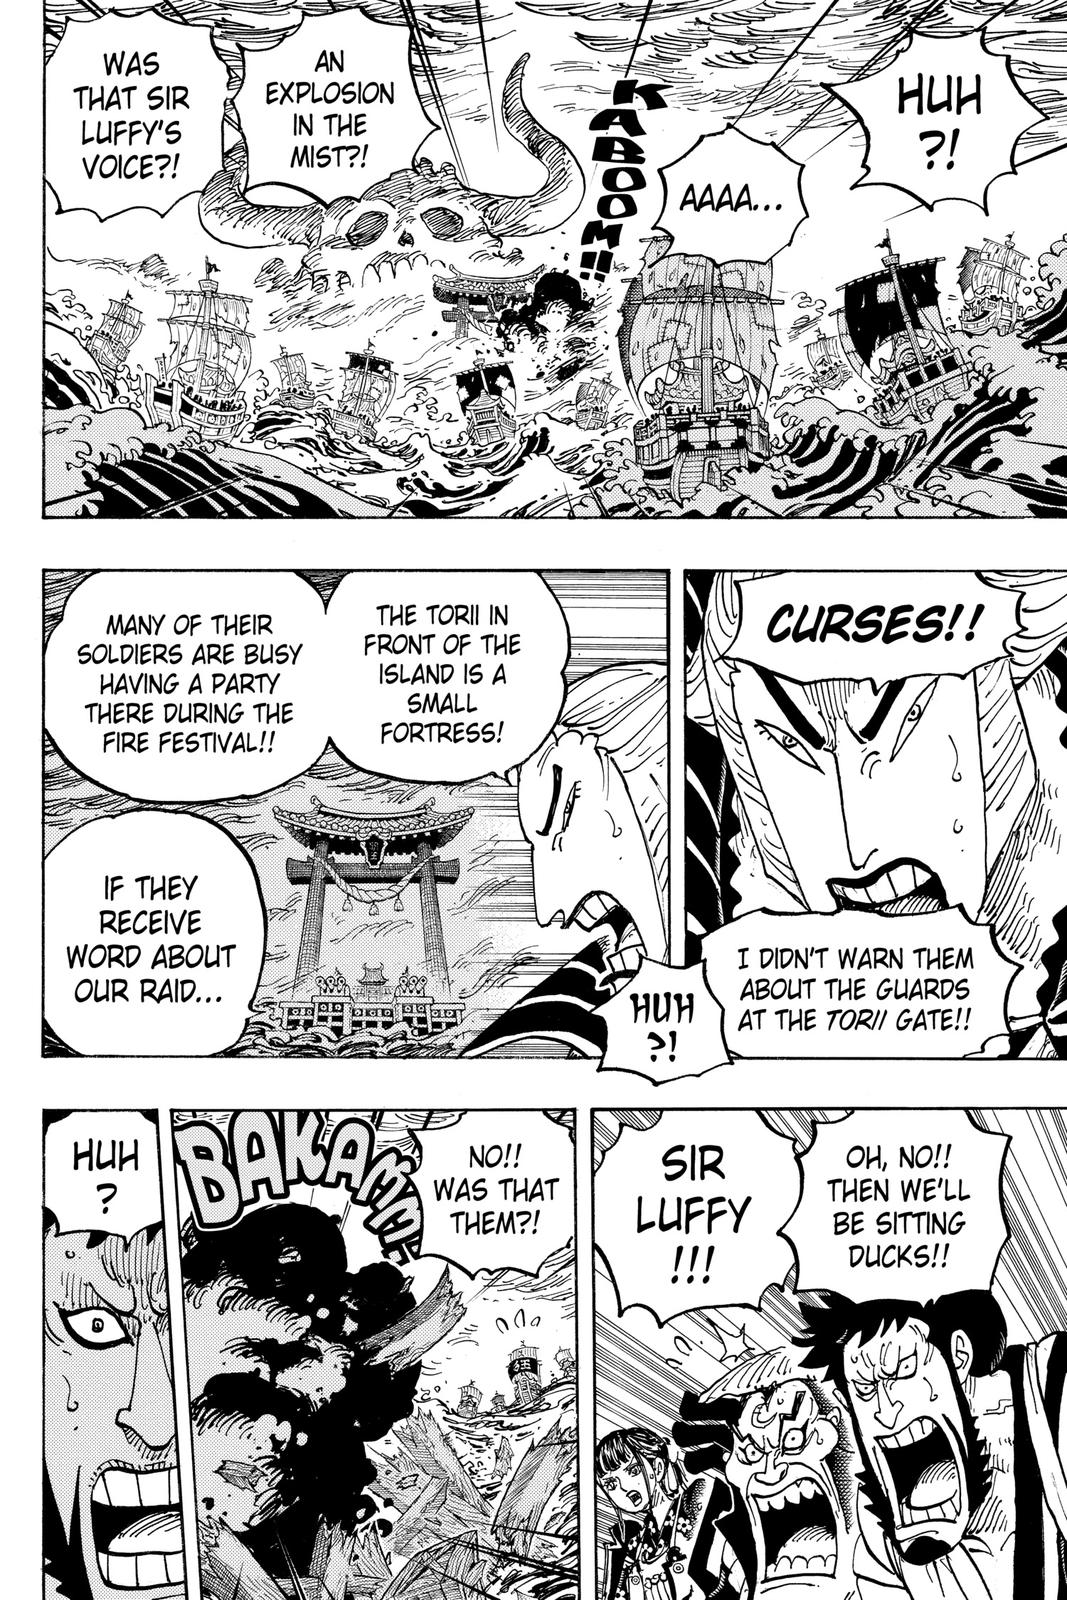 HUH
?!
AAAA...
KABOOM!!
AN
EXPLOSION
IN THE
MIST?!
WAS
THAT SIR
LUFFY'S
VOICE?!
CURSES!!
I DIDN'T WARN THEM
ABOUT THE GUARDS
AT THE TORII GATE!!
HUH
?!
THE TORII IN
FRONT OF THE
ISLAND IS A
SMALL
FORTRESS!
MANY OF THEIR
SOLDIERS ARE BUSY
HAVING A PARTY
THERE DURING THE
FIRE FESTIVAL!!
IF THEY
RECEIVE
WORD ABOUT
OUR RAID...
OH, NO!!
THEN WE'LL
BE SITTING
DUCKS!!
SIR
LUFFY
!!!
NO!!
WAS THAT
THEM?!
BAKAMM!
HUH
?